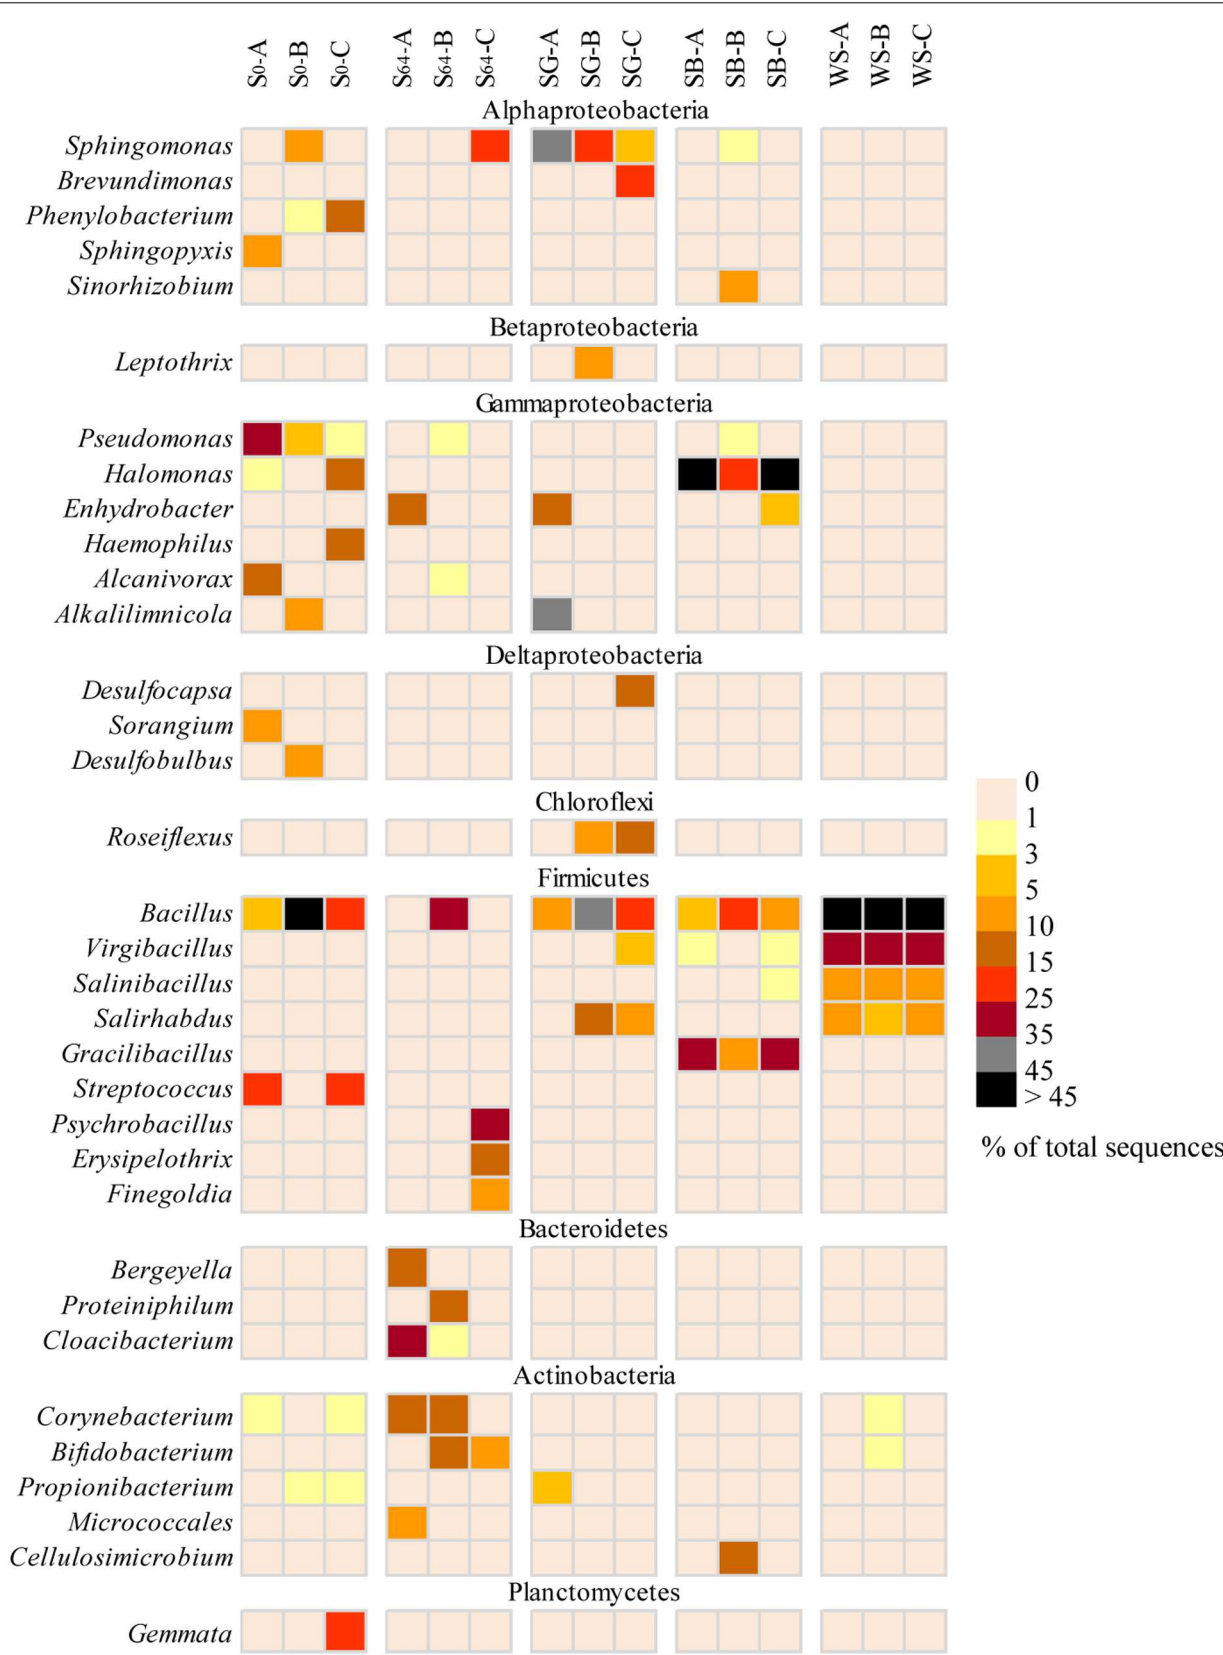 S0-A S0-B S0-C S64-A S64-B S64-C SG-A SG-B SG-C SB-A SB-B SB-C WS-A WS-B WS-C
Alphaproteobacteria
Sphingomonas
Brevundimonas
Phenylobacterium
Sphingopyxis
Sinorhizobium
Betaproteobacteria
Leptothrix
Gammaproteobacteria
Pseudomonas
Halomonas
Enhydrobacter
Haemophilus
Alcanivorax
Alkalilimnicola
Deltaproteobacteria
Desulfocapsa
Sorangium
Desulfobulbus
Chloroflexi
Roseiflexus
Firmicutes
Bacillus
Virgibacillus
Salinibacillus
Salirhabdus
Gracilibacillus
Streptococcus
Psychrobacillus
Erysipelothrix
Finegoldia
Bacteroidetes
Bergeyella
Proteiniphilum
Cloacibacterium
Actinobacteria
Corynebacterium
Bifidobacterium
Propionibacterium
Micrococcales
Cellulosimicrobium
Planctomycetes
Gemmata
0
1
3
5
10
15
25
35
45
> 45
% of total sequences